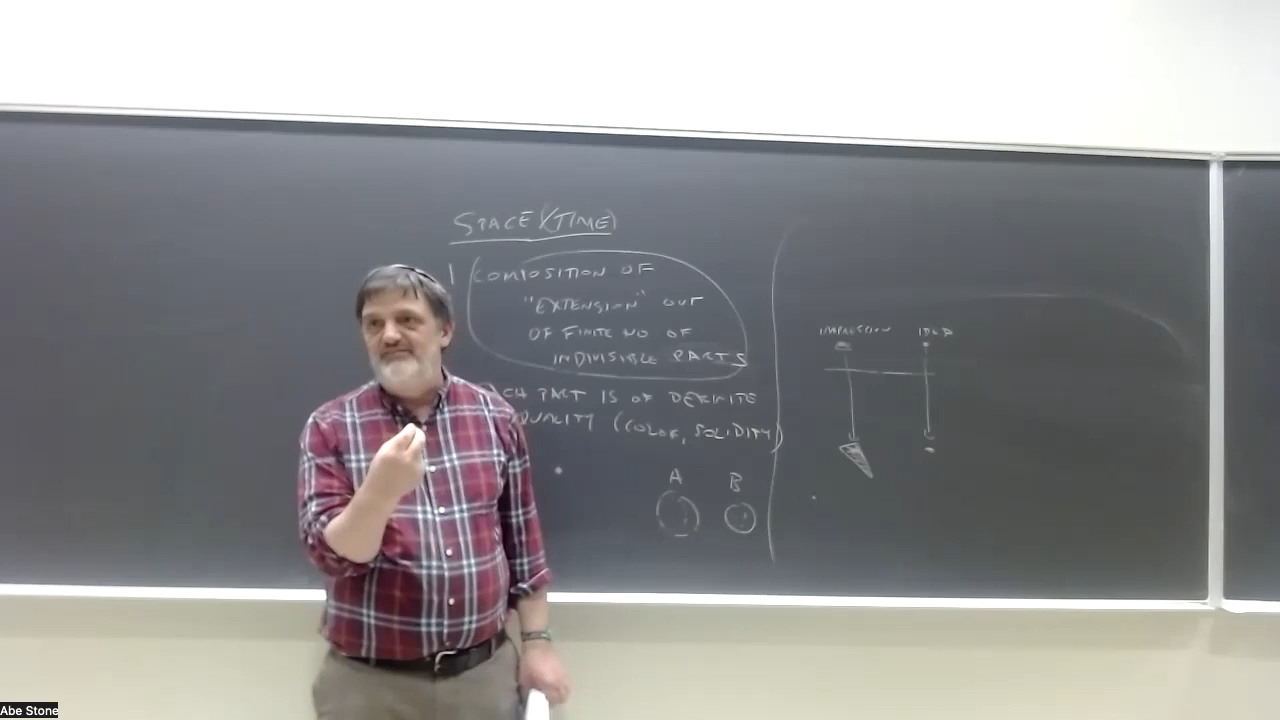 SPACE (TIME)
1 COMPOSITION OF
"EXTENSION" OUT
OF FINITE NO OF
INDIVISIBLE PARTS
CH PART IS OF DEFINITE
QUALITY (COLOR, SOLIDITY)
A B
IMPRESSION IDEA
Abe Stone